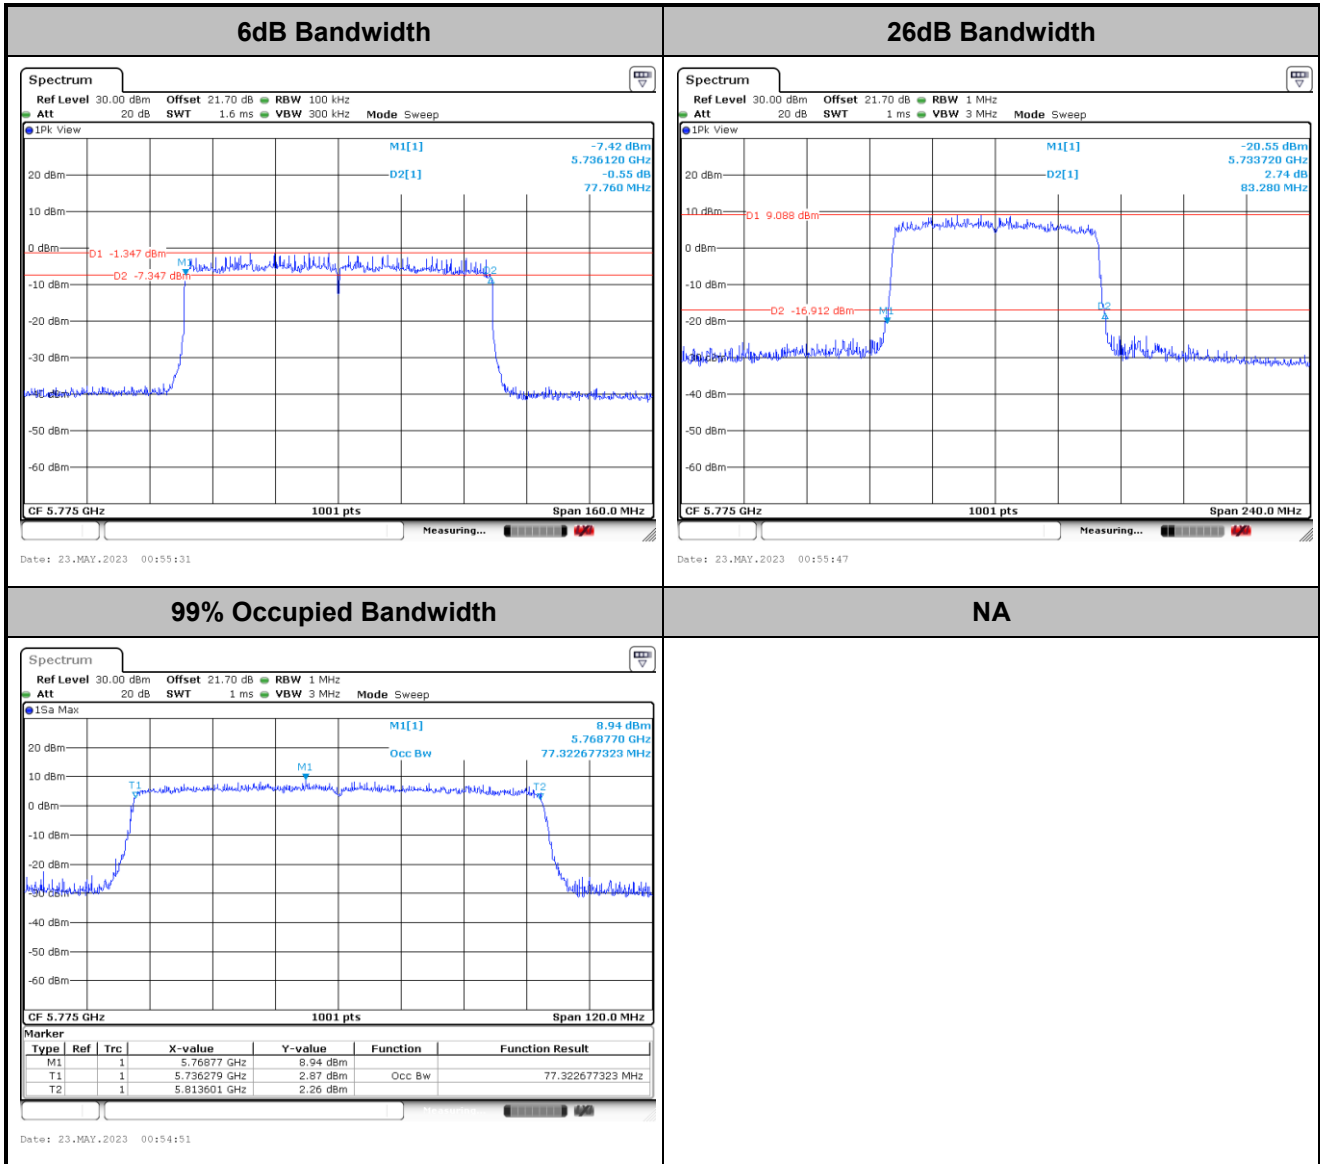 6dB Bandwidth
26dB Bandwidth
Spectrum
Ref Level 30.00 dBm Offset 21.70 dB RBW 100 kHz
Att 20 dB SWT 1.6 ms VBW 300 kHz Mode Sweep
1Pk View
M1[1] -7.42 dBm
5.736120 GHz
20 dBm
D2[1] -0.55 dB
77.760 MHz
10 dBm
0 dBm
D1 -1.347 dBm
M1
D2 -7.347 dBm
D2
-10 dBm
-20 dBm
-30 dBm
-40 dBm
-50 dBm
-60 dBm
CF 5.775 GHz 1001 pts Span 160.0 MHz
Measuring...
Date: 23.MAY.2023 00:55:31
Spectrum
Ref Level 30.00 dBm Offset 21.70 dB RBW 1 MHz
Att 20 dB SWT 1 ms VBW 3 MHz Mode Sweep
1Pk View
M1[1] -20.55 dBm
5.733720 GHz
20 dBm
D2[1] 2.74 dB
83.280 MHz
10 dBm
D1 9.088 dBm
0 dBm
-10 dBm
D2 -16.912 dBm
M1
D2
-20 dBm
-30 dBm
-40 dBm
-50 dBm
-60 dBm
CF 5.775 GHz 1001 pts Span 240.0 MHz
Measuring...
Date: 23.MAY.2023 00:55:47
99% Occupied Bandwidth
NA
Spectrum
Ref Level 30.00 dBm Offset 21.70 dB RBW 1 MHz
Att 20 dB SWT 1 ms VBW 3 MHz Mode Sweep
1Sa Max
M1[1] 8.94 dBm
5.768770 GHz
20 dBm
Occ Bw 77.322677323 MHz
M1
10 dBm
T1
T2
0 dBm
-10 dBm
-20 dBm
-30 dBm
-40 dBm
-50 dBm
-60 dBm
CF 5.775 GHz 1001 pts Span 120.0 MHz
Marker
Type Ref Trc X-value Y-value Function Function Result
M1 1 5.76877 GHz 8.94 dBm
T1 1 5.736279 GHz 2.87 dBm Occ Bw 77.322677323 MHz
T2 1 5.813601 GHz 2.26 dBm
Measuring...
Date: 23.MAY.2023 00:54:51